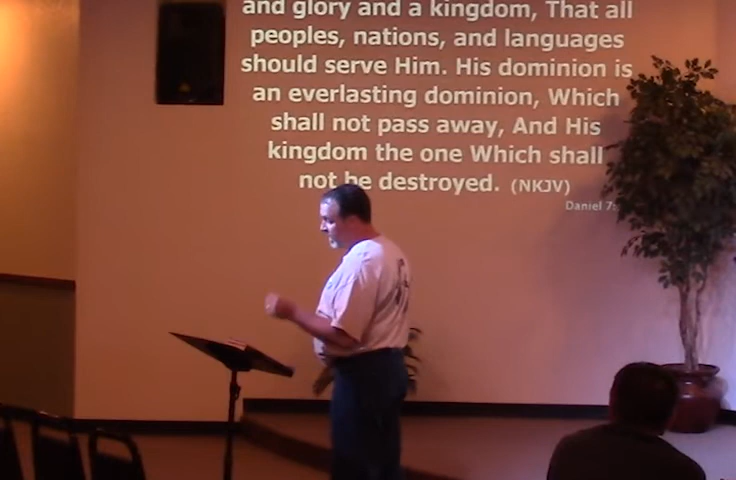 and glory and a kingdom, That all
peoples, nations, and languages
should serve Him. His dominion is
an everlasting dominion, Which
shall not pass away, And His
kingdom the one Which shall
not be destroyed. (NKJV)
Daniel 7: